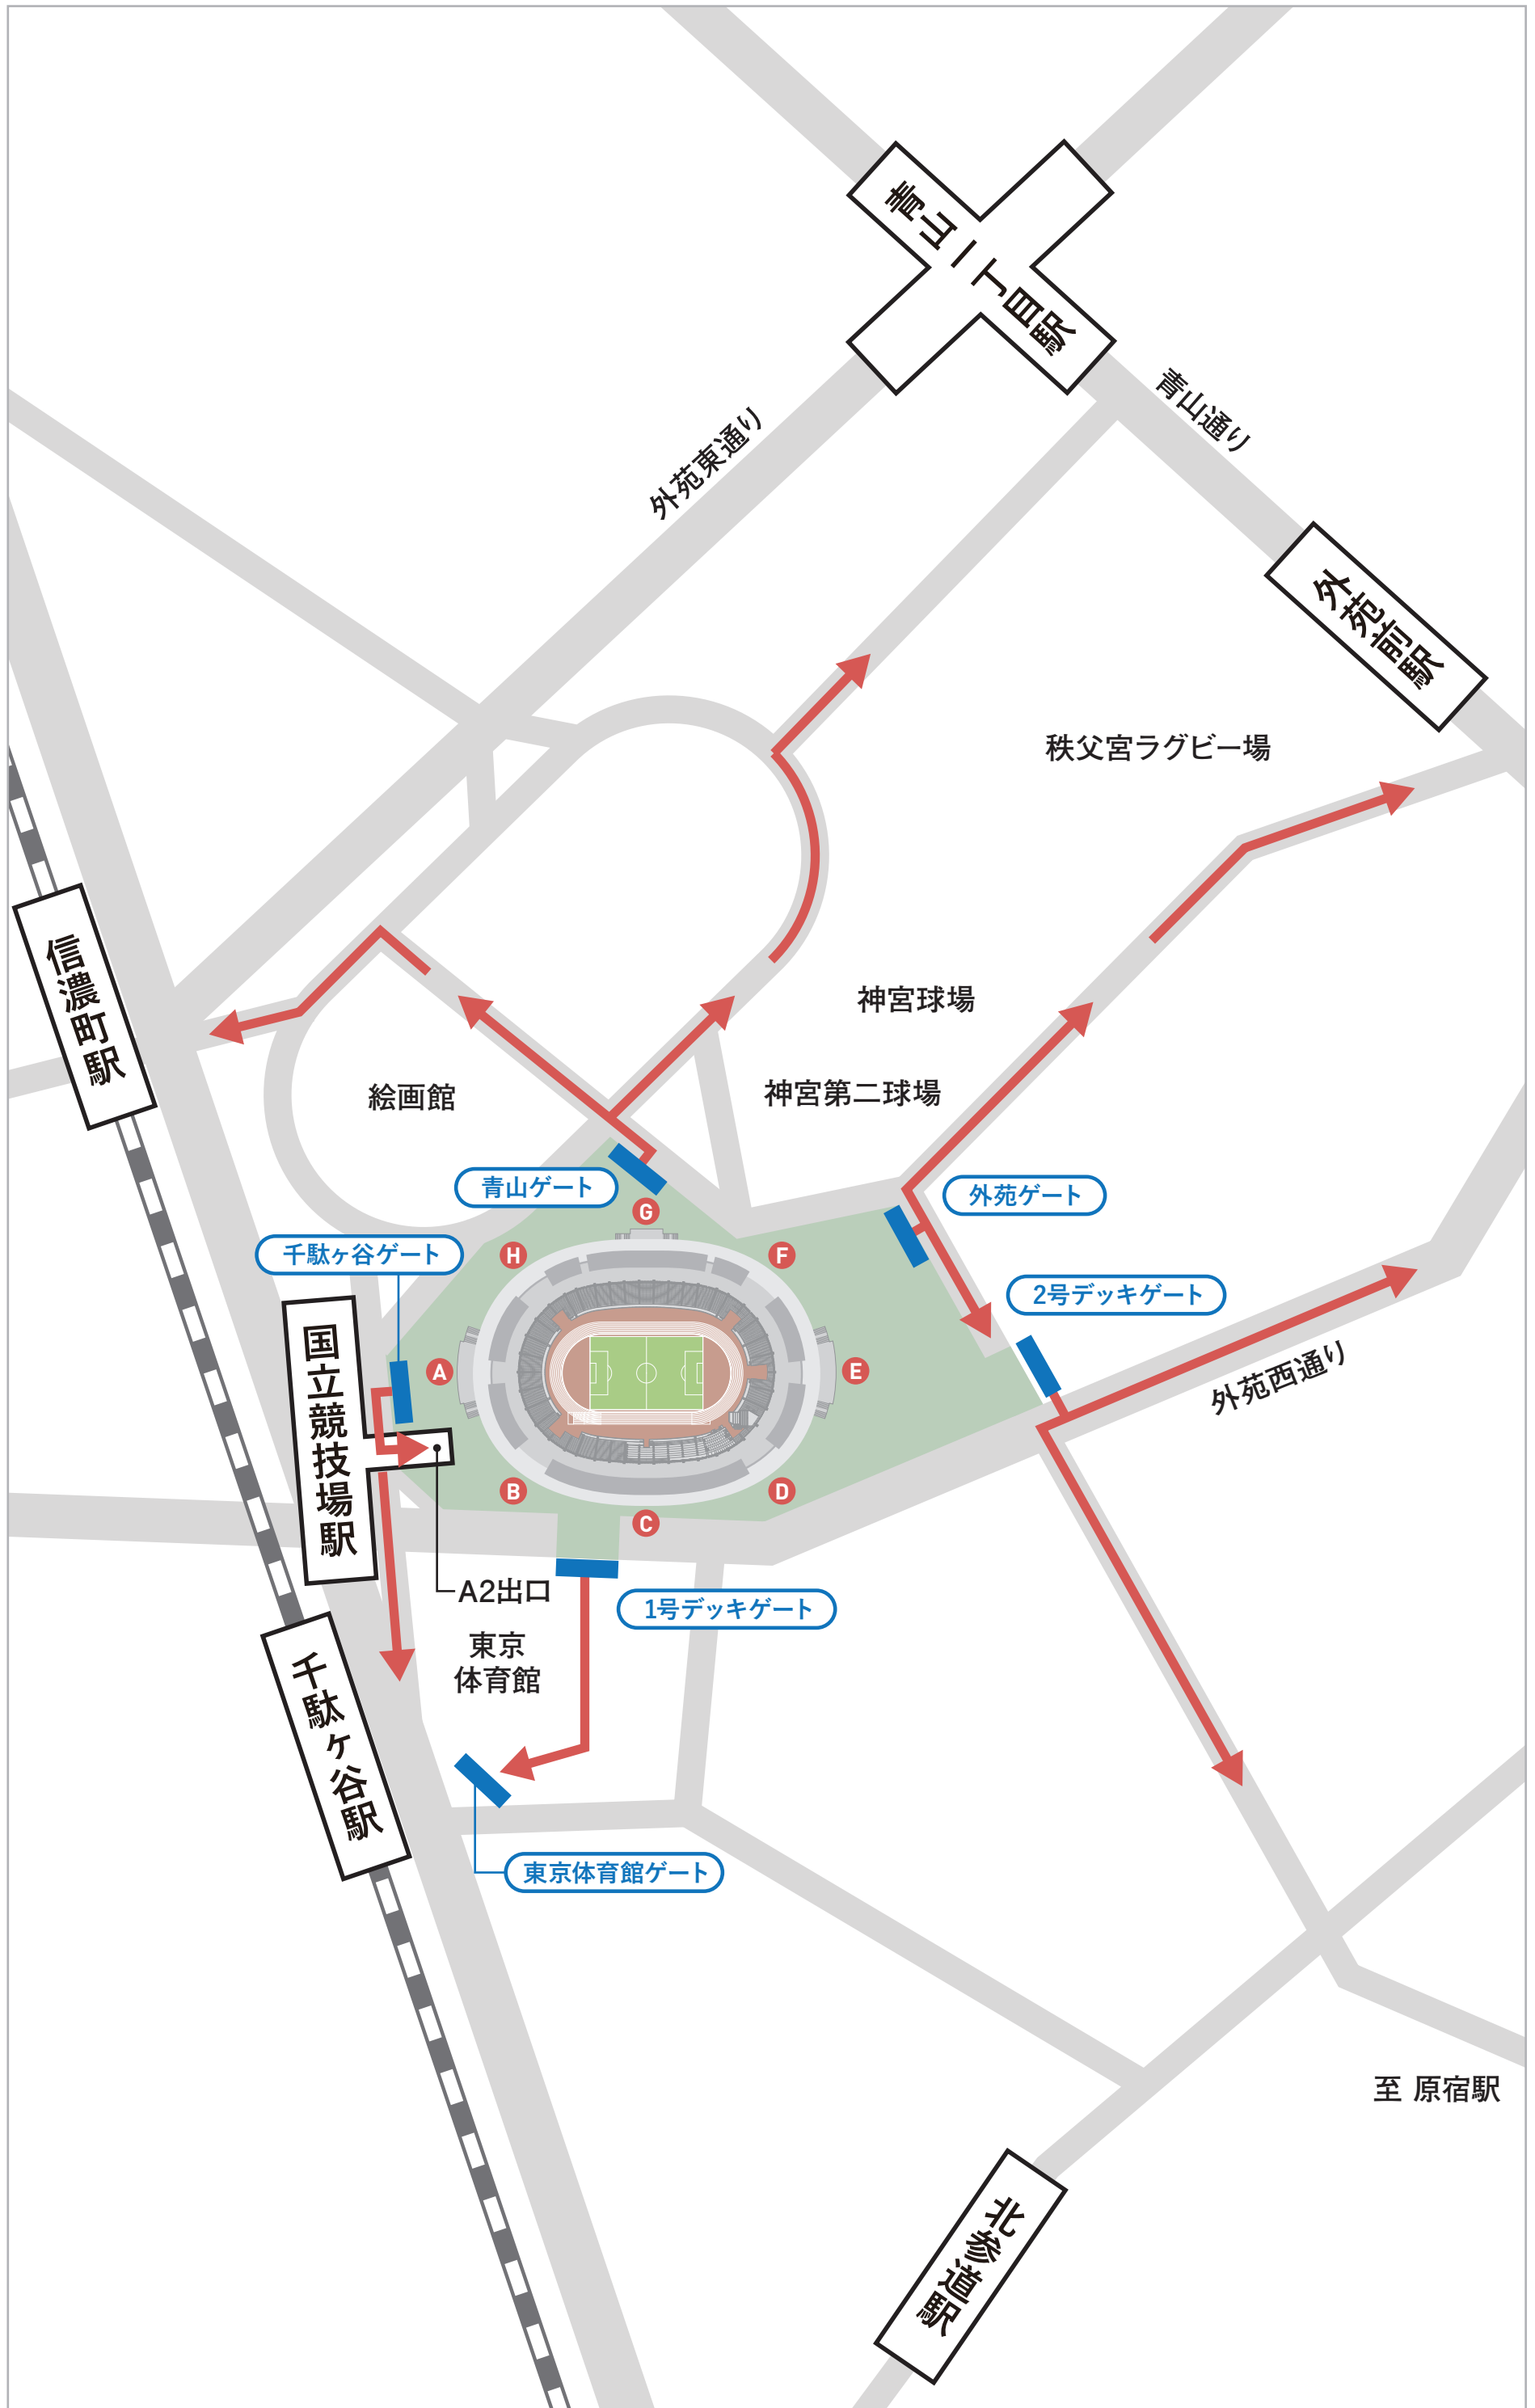 青山一丁目駅
青山通り
外苑東通り
外苑前駅
秩父宮ラグビー場
信濃町駅
神宮球場
絵画館
神宮第二球場
青山ゲート
外苑ゲート
G
千駄ヶ谷ゲート
H
F
2号デッキゲート
国立競技場駅
A
E
外苑西通り
B
D
C
A2出口
1号デッキゲート
東京
体育館
千駄ヶ谷駅
東京体育館ゲート
至 原宿駅
北参道駅